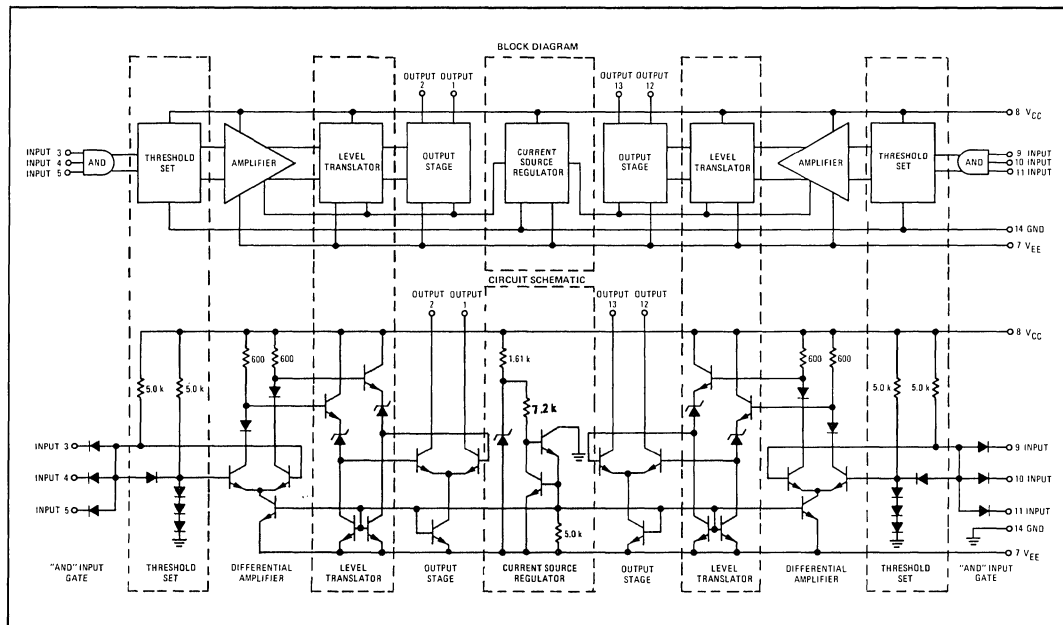 BLOCK DIAGRAM
OUTPUT 2
OUTPUT 1
OUTPUT 13
OUTPUT 12
8 VCC
INPUT 3
INPUT 4
INPUT 5
AND
THRESHOLD SET
AMPLIFIER
LEVEL TRANSLATOR
OUTPUT STAGE
CURRENT SOURCE REGULATOR
OUTPUT STAGE
LEVEL TRANSLATOR
AMPLIFIER
THRESHOLD SET
AND
9 INPUT
10 INPUT
11 INPUT
14 GND
7 VEE
CIRCUIT SCHEMATIC
OUTPUT 2
OUTPUT 1
OUTPUT 13
OUTPUT 12
8 VCC
5.0 k
5.0 k
600
600
1.61 k
7.2 k
600
600
5.0 k
5.0 k
INPUT 3
INPUT 4
INPUT 5
9 INPUT
10 INPUT
11 INPUT
14 GND
5.0 k
7 VEE
"AND" INPUT GATE
THRESHOLD SET
DIFFERENTIAL AMPLIFIER
LEVEL TRANSLATOR
OUTPUT STAGE
CURRENT SOURCE REGULATOR
OUTPUT STAGE
LEVEL TRANSLATOR
DIFFERENTIAL AMPLIFIER
THRESHOLD SET
"AND" INPUT GATE